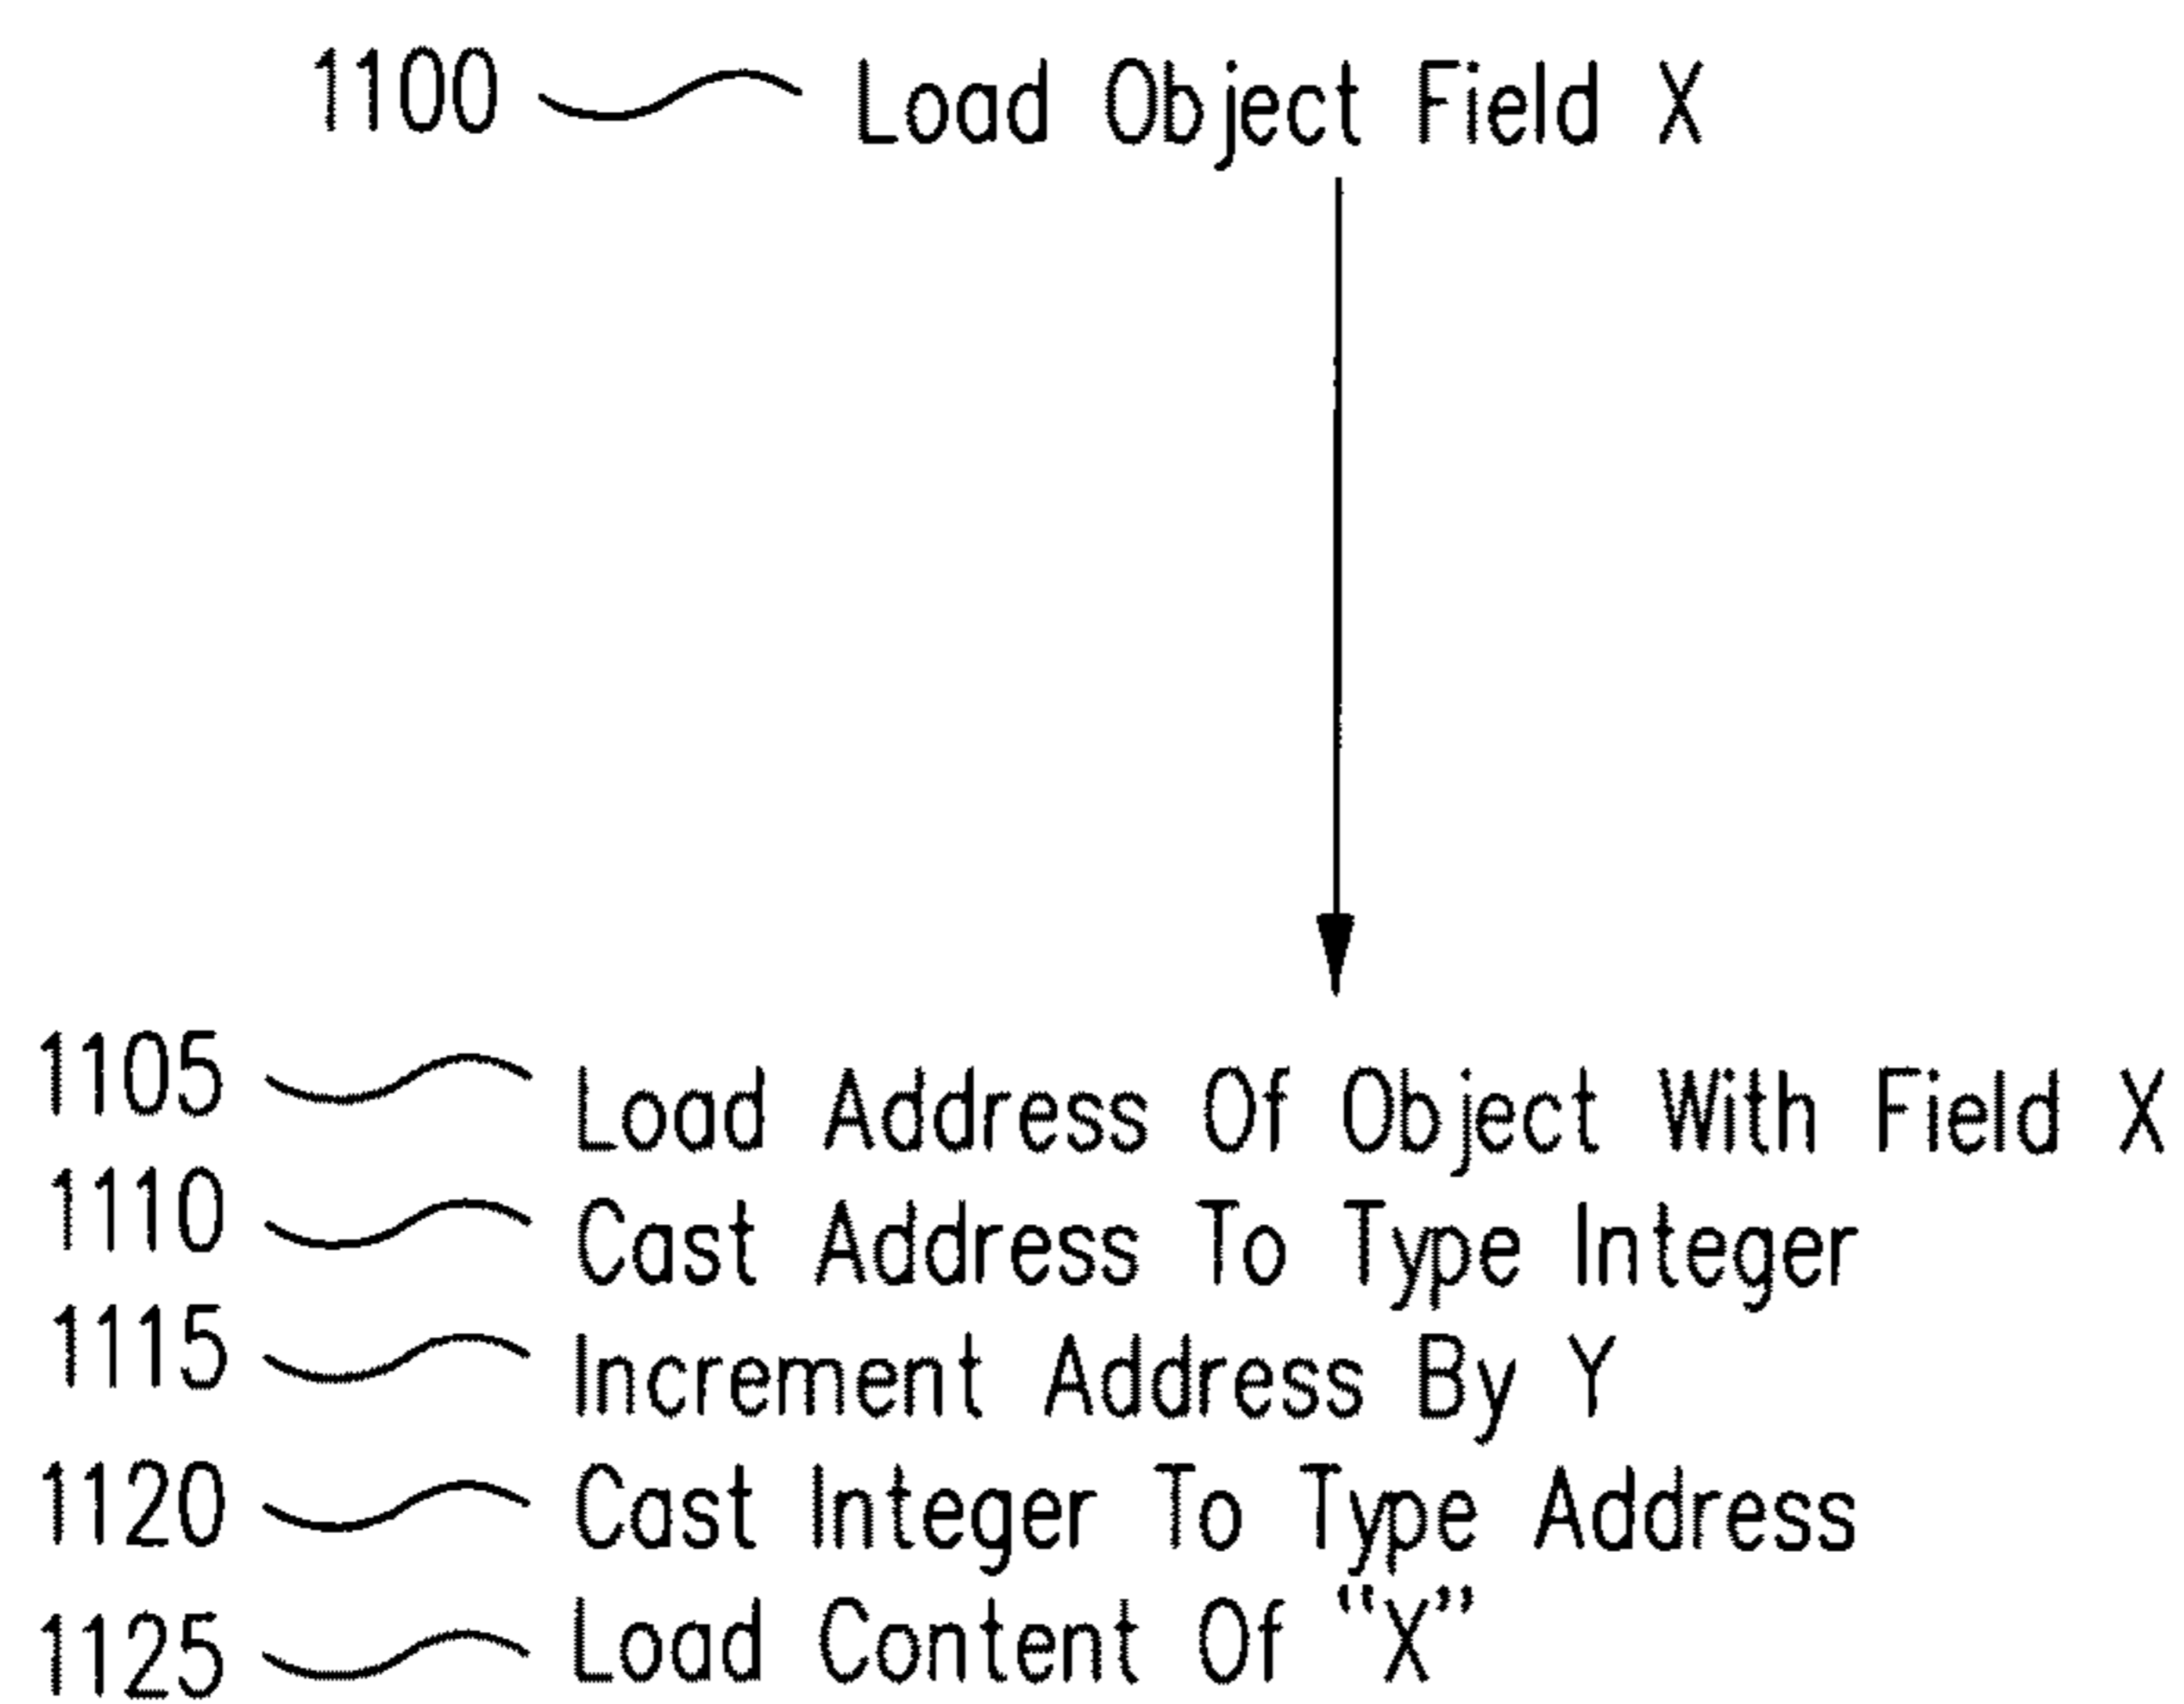 1100 Load Object Field X
1105 Load Address Of Object With Field X
1110 Cast Address To Type Integer
1115 Increment Address By Y
1120 Cast Integer To Type Address
1125 Load Content Of “X”